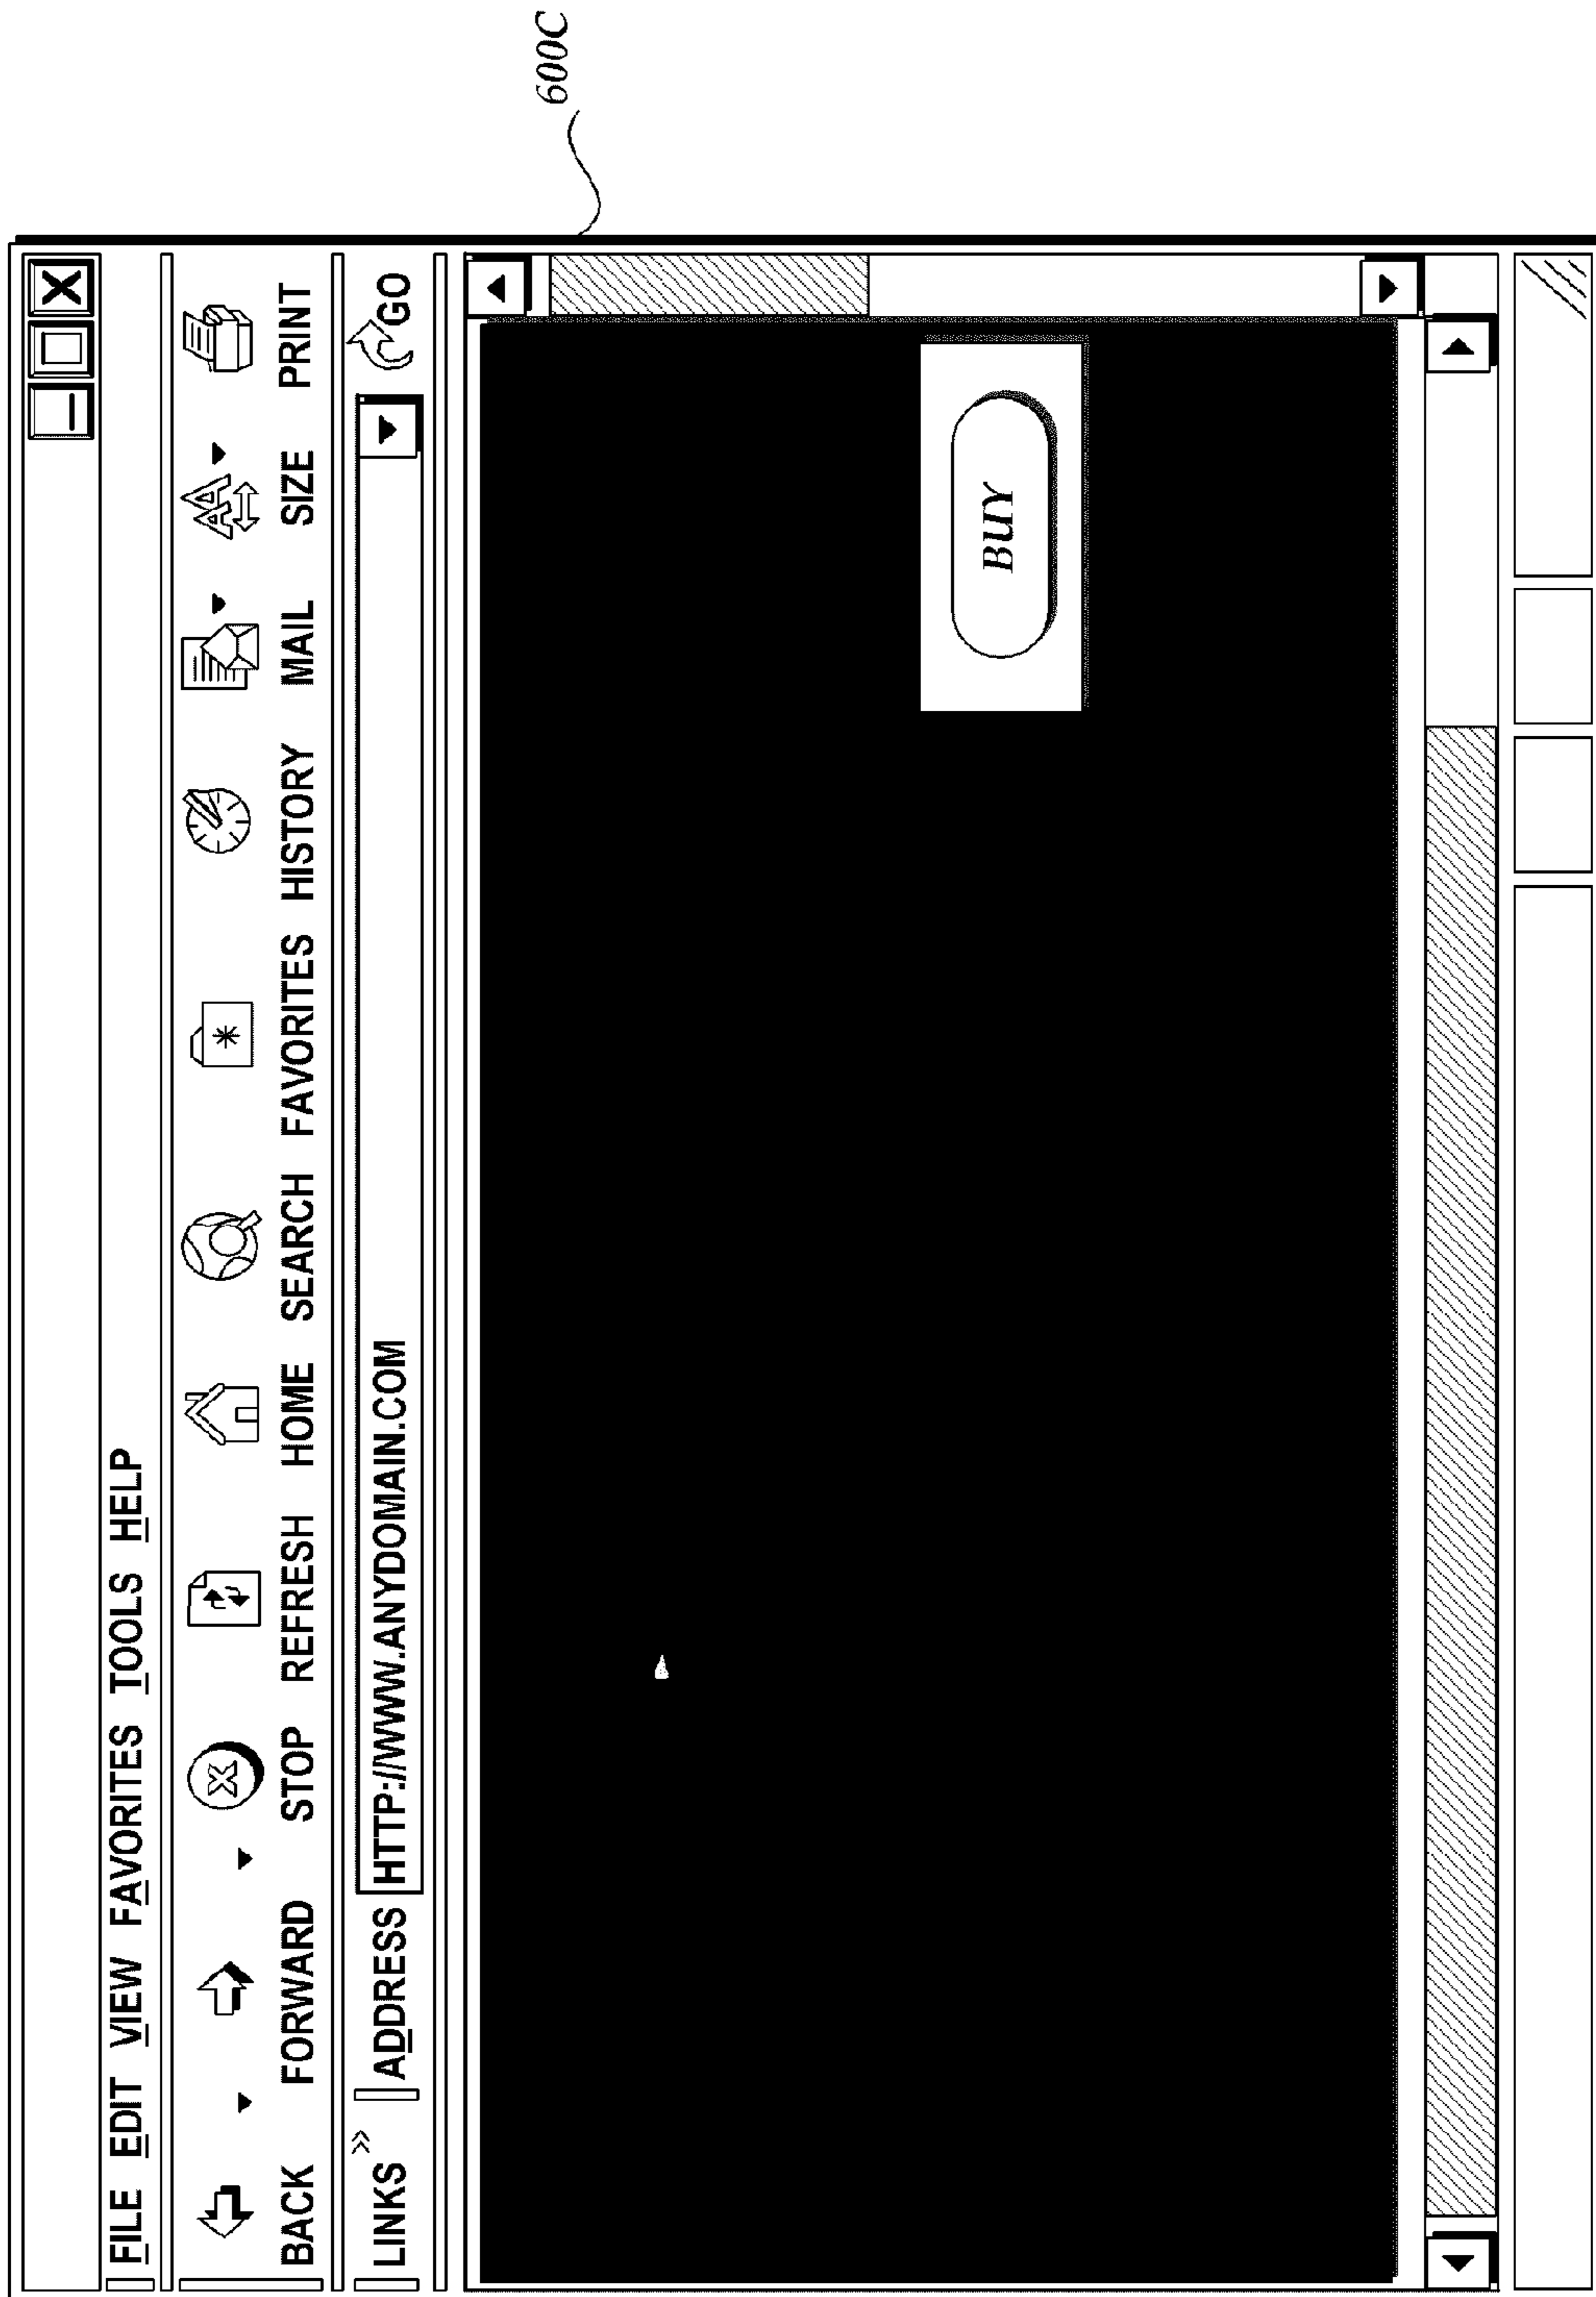 FILE EDIT VIEW FAVORITES TOOLS HELP
BACK FORWARD STOP REFRESH HOME SEARCH FAVORITES HISTORY MAIL SIZE PRINT
LINKS » ADDRESS HTTP://WWW.ANYDOMAIN.COM GO
BUY
600C